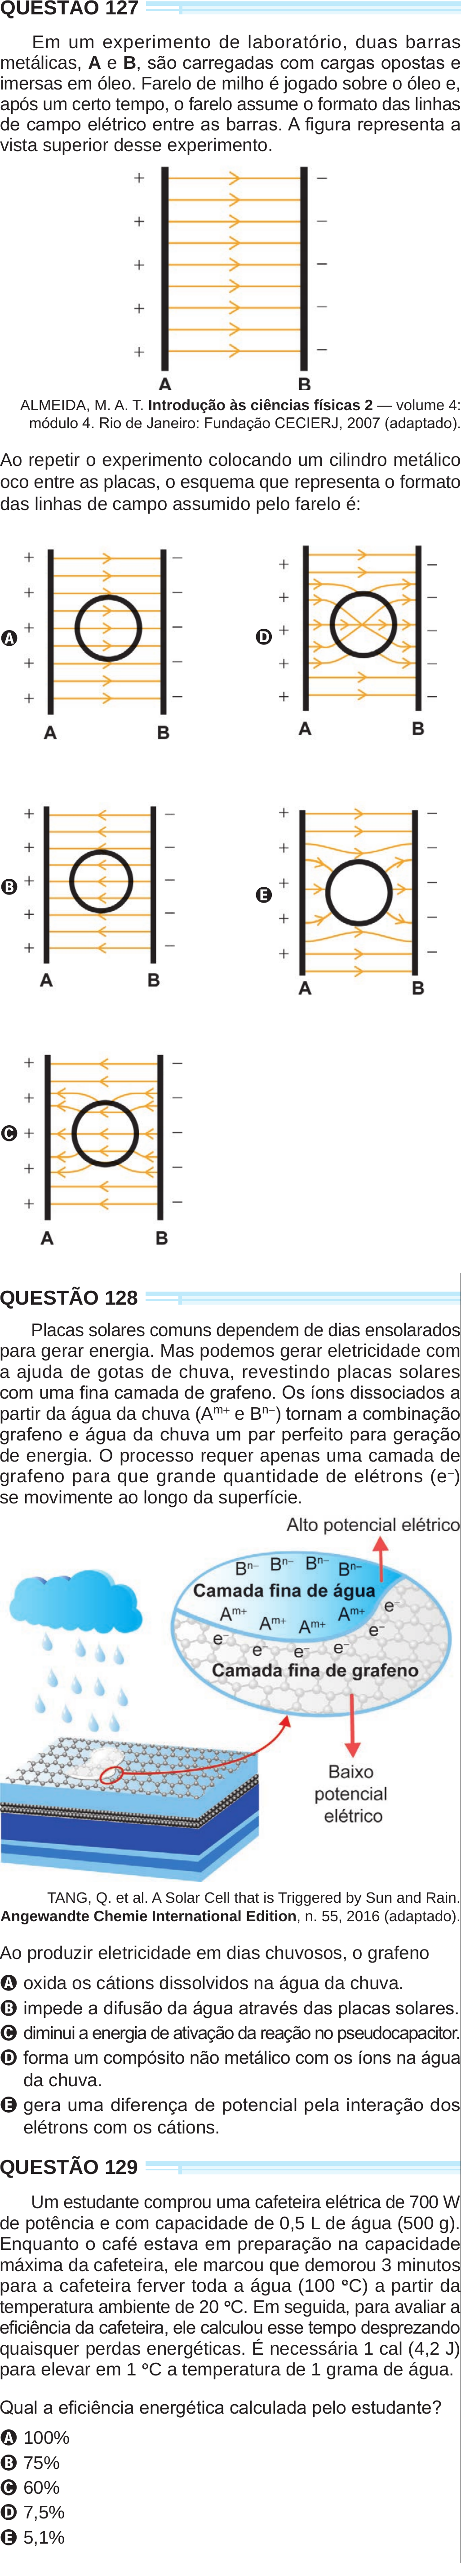 QUESTÃO 127
Em um experimento de laboratório, duas barras
metálicas, A e B, são carregadas com cargas opostas e
imersas em óleo. Farelo de milho é jogado sobre o óleo e,
após um certo tempo, o farelo assume o formato das linhas
de campo elétrico entre as barras. A figura representa a
vista superior desse experimento.
+ –
+ –
+ –
+ –
+ –
A B
ALMEIDA, M. A. T. Introdução às ciências físicas 2 — volume 4:
módulo 4. Rio de Janeiro: Fundação CECIERJ, 2007 (adaptado).
Ao repetir o experimento colocando um cilindro metálico
oco entre as placas, o esquema que representa o formato
das linhas de campo assumido pelo farelo é:
+ – + –
+ – + –
A + – D + –
+ – + –
+ – + –
A B A B
+ – + –
+ – + –
B + – E + –
+ – + –
+ – + –
A B A B
+ –
+ –
C + –
+ –
+ –
A B
QUESTÃO 128
Placas solares comuns dependem de dias ensolarados
para gerar energia. Mas podemos gerar eletricidade com
a ajuda de gotas de chuva, revestindo placas solares
com uma fina camada de grafeno. Os íons dissociados a
partir da água da chuva (Aᵐ⁺ e Bⁿ⁻) tornam a combinação
grafeno e água da chuva um par perfeito para geração
de energia. O processo requer apenas uma camada de
grafeno para que grande quantidade de elétrons (e⁻)
se movimente ao longo da superfície.
Alto potencial elétrico
Bⁿ⁻ Bⁿ⁻ Bⁿ⁻ Bⁿ⁻
Camada fina de água
Aᵐ⁺ Aᵐ⁺ Aᵐ⁺ Aᵐ⁺ e⁻
e⁻ e⁻ e⁻ e⁻ e⁻
Camada fina de grafeno
Baixo
potencial
elétrico
TANG, Q. et al. A Solar Cell that is Triggered by Sun and Rain.
Angewandte Chemie International Edition, n. 55, 2016 (adaptado).
Ao produzir eletricidade em dias chuvosos, o grafeno
A oxida os cátions dissolvidos na água da chuva.
B impede a difusão da água através das placas solares.
C diminui a energia de ativação da reação no pseudocapacitor.
D forma um compósito não metálico com os íons na água
da chuva.
E gera uma diferença de potencial pela interação dos
elétrons com os cátions.
QUESTÃO 129
Um estudante comprou uma cafeteira elétrica de 700 W
de potência e com capacidade de 0,5 L de água (500 g).
Enquanto o café estava em preparação na capacidade
máxima da cafeteira, ele marcou que demorou 3 minutos
para a cafeteira ferver toda a água (100 ºC) a partir da
temperatura ambiente de 20 ºC. Em seguida, para avaliar a
eficiência da cafeteira, ele calculou esse tempo desprezando
quaisquer perdas energéticas. É necessária 1 cal (4,2 J)
para elevar em 1 ºC a temperatura de 1 grama de água.
Qual a eficiência energética calculada pelo estudante?
A 100%
B 75%
C 60%
D 7,5%
E 5,1%